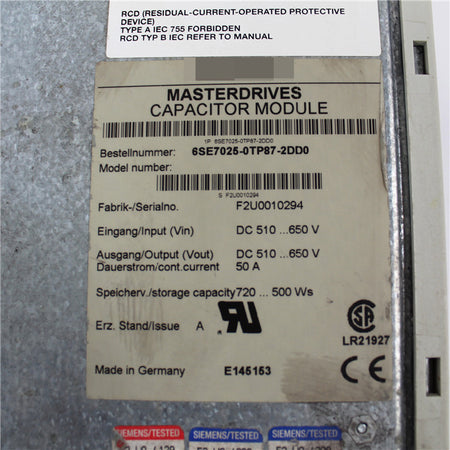 RCD (RESIDUAL-CURRENT-OPERATED PROTECTIVE
DEVICE)
TYPE A IEC 755 FORBIDDEN
RCD TYP B IEC REFER TO MANUAL
MASTERDRIVES
CAPACITOR MODULE
1P 6SE7025-0TP87-2DD0
Bestellnummer: 6SE7025-0TP87-2DD0
Model number:
S F2U0010294
Fabrik-/Serialno. F2U0010294
Eingang/Input (Vin) DC 510 ...650 V
Ausgang/Output (Vout) DC 510 ...650 V
Dauerstrom/cont.current 50 A
Speicherv./storage capacity720 ... 500 Ws
Erz. Stand/Issue A
LR21927
Made in Germany E145153
CE
SIEMENS/TESTED SIEMENS/TESTED SIEMENS/TESTED